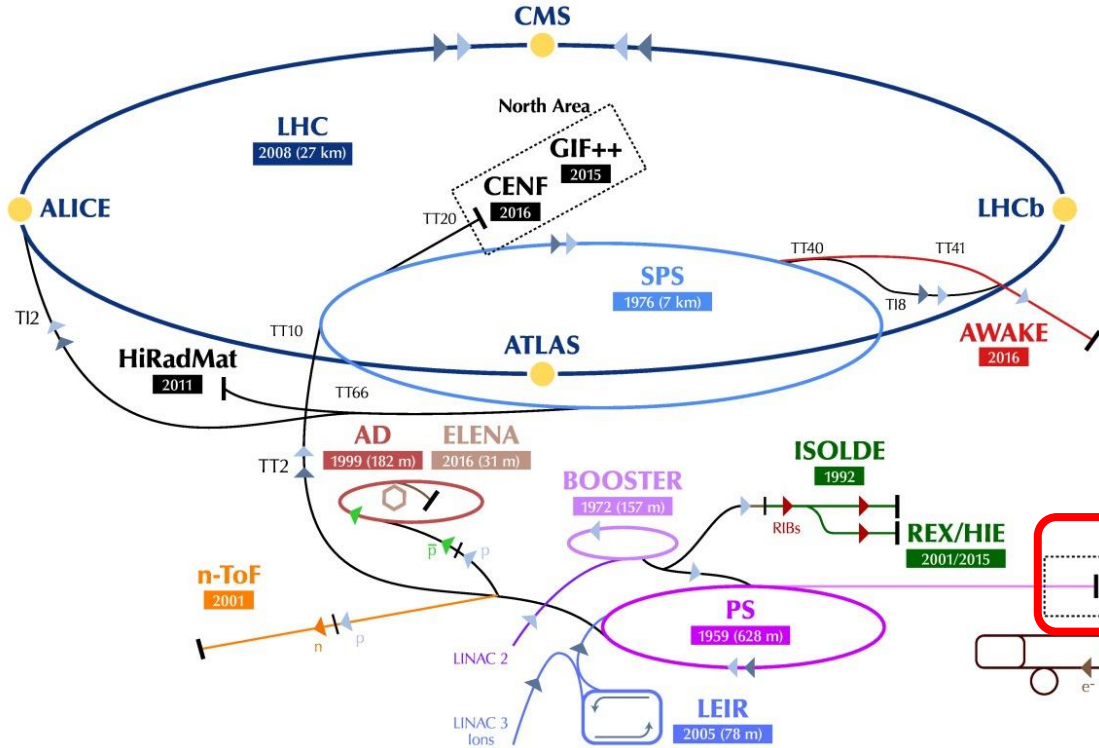 CMS
North Area
LHC
2008 (27 km)
GIF++
2015
CENF
2016
TT20
ALICE
LHCb
TT40
TT41
SPS
1976 (7 km)
TI8
TI2
TT10
AWAKE
2016
ATLAS
HiRadMat
2011
TT66
AD
1999 (182 m)
ELENA
2016 (31 m)
TT2
ISOLDE
1992
BOOSTER
1972 (157 m)
RIBs
REX/HIE
2001/2015
p̅
p
n-ToF
2001
PS
1959 (628 m)
n
p
LINAC 2
e-
LEIR
2005 (78 m)
LINAC 3
Ions